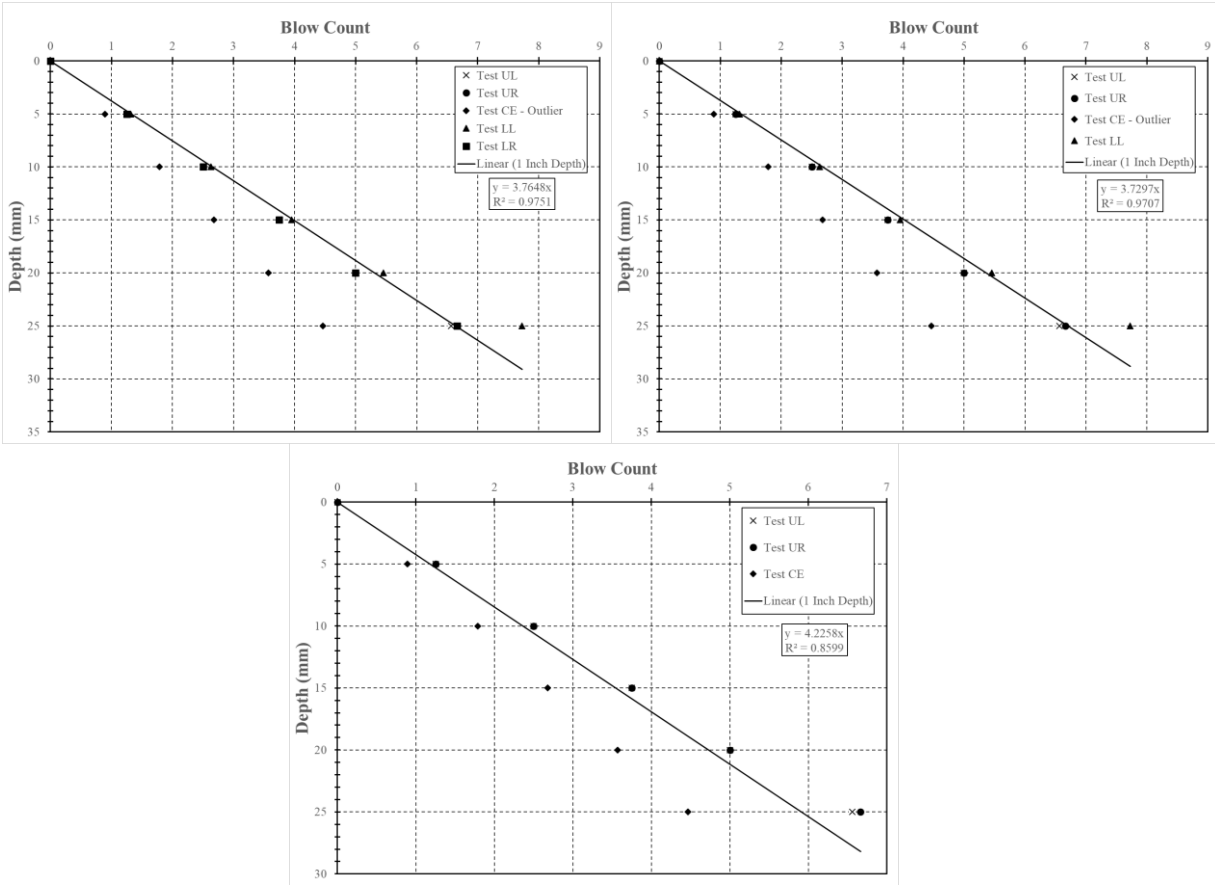 Blow Count
0 1 2 3 4 5 6 7 8 9
0
5
10
15
20
25
30
35
Depth (mm)
Test UL
Test UR
Test CE - Outlier
Test LL
Test LR
Linear (1 Inch Depth)
y = 3.7648x
R² = 0.9751
Blow Count
0 1 2 3 4 5 6 7 8 9
0
5
10
15
20
25
30
35
Depth (mm)
Test UL
Test UR
Test CE - Outlier
Test LL
Linear (1 Inch Depth)
y = 3.7297x
R² = 0.9707
Blow Count
0 1 2 3 4 5 6 7
0
5
10
15
20
25
30
Depth (mm)
Test UL
Test UR
Test CE
Linear (1 Inch Depth)
y = 4.2258x
R² = 0.8599